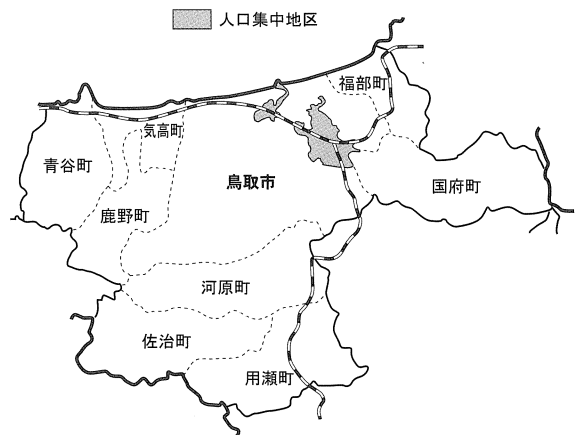 人口集中地区
福部町
気高町
青谷町
鳥取市
国府町
鹿野町
河原町
佐治町
用瀬町